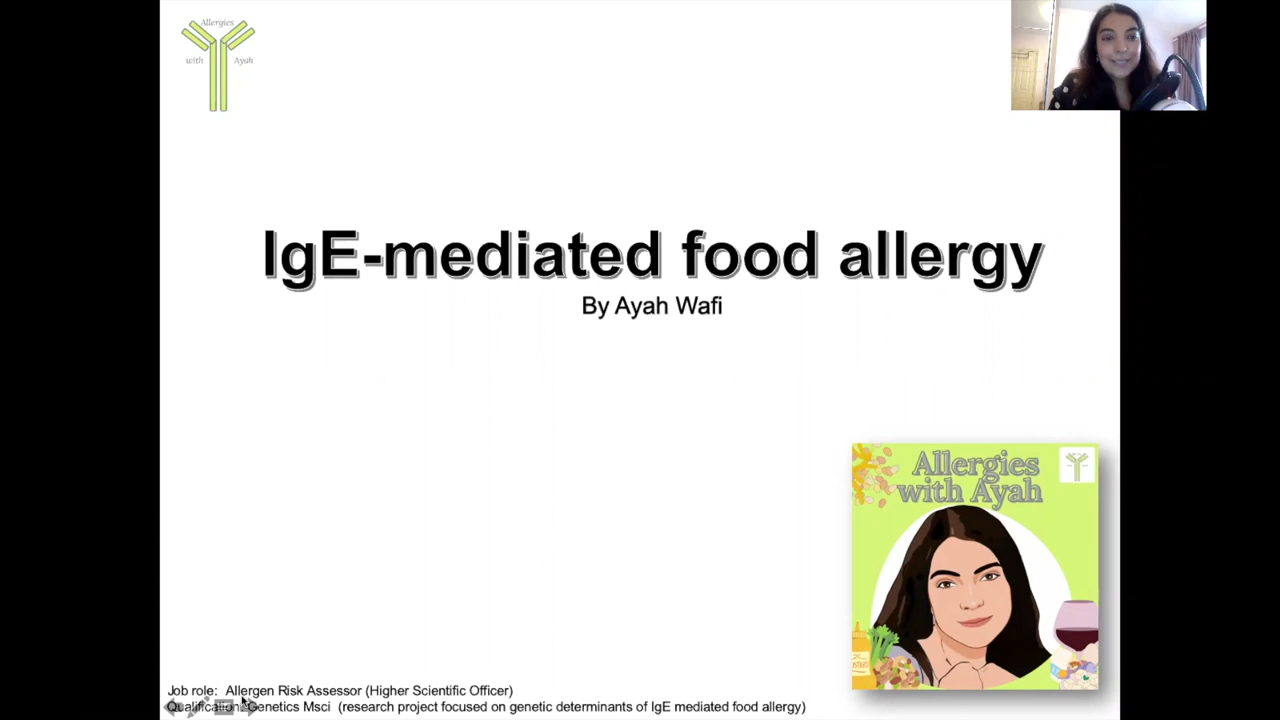 Allergies
with Ayah
IgE-mediated food allergy
By Ayah Wafi
Allergies
with Ayah
Job role: Allergen Risk Assessor (Higher Scientific Officer)
Qualification: Genetics Msci (research project focused on genetic determinants of IgE mediated food allergy)